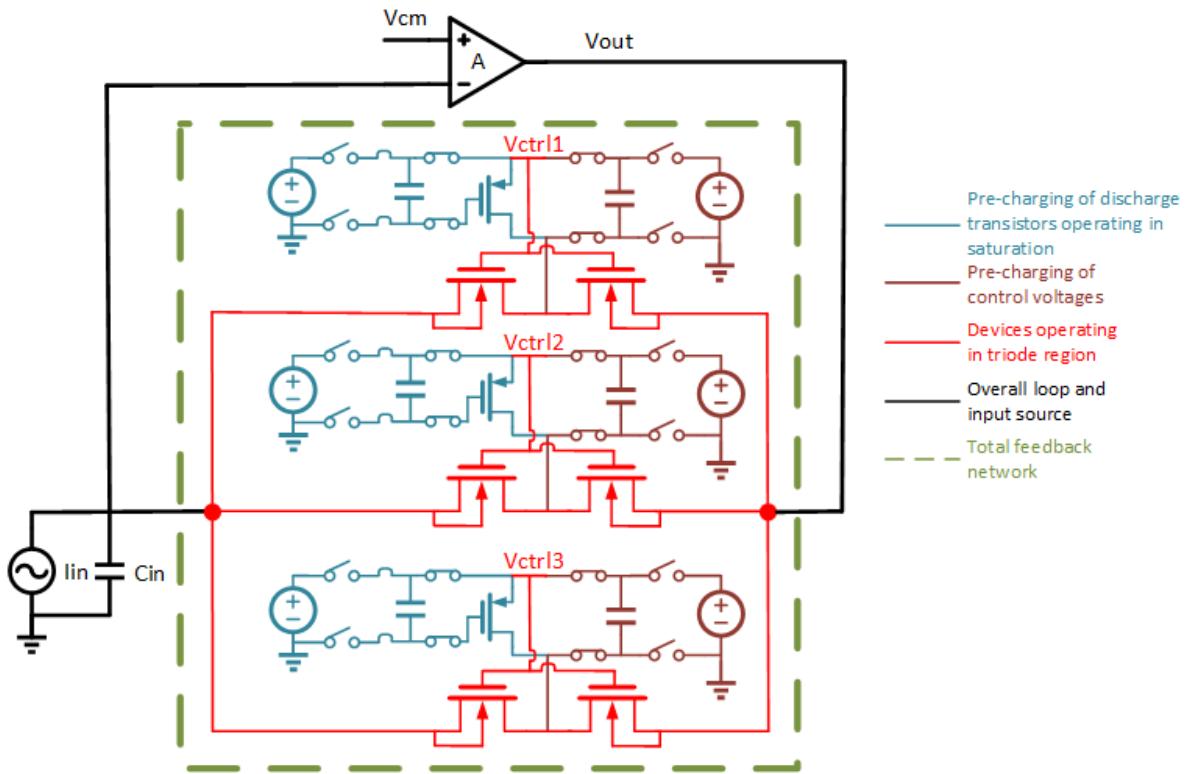 Vcm
A
Vout
Vctrl1
Vctrl2
Vctrl3
Iin
Cin
Pre-charging of discharge
transistors operating in
saturation
Pre-charging of
control voltages
Devices operating
in triode region
Overall loop and
input source
Total feedback
network